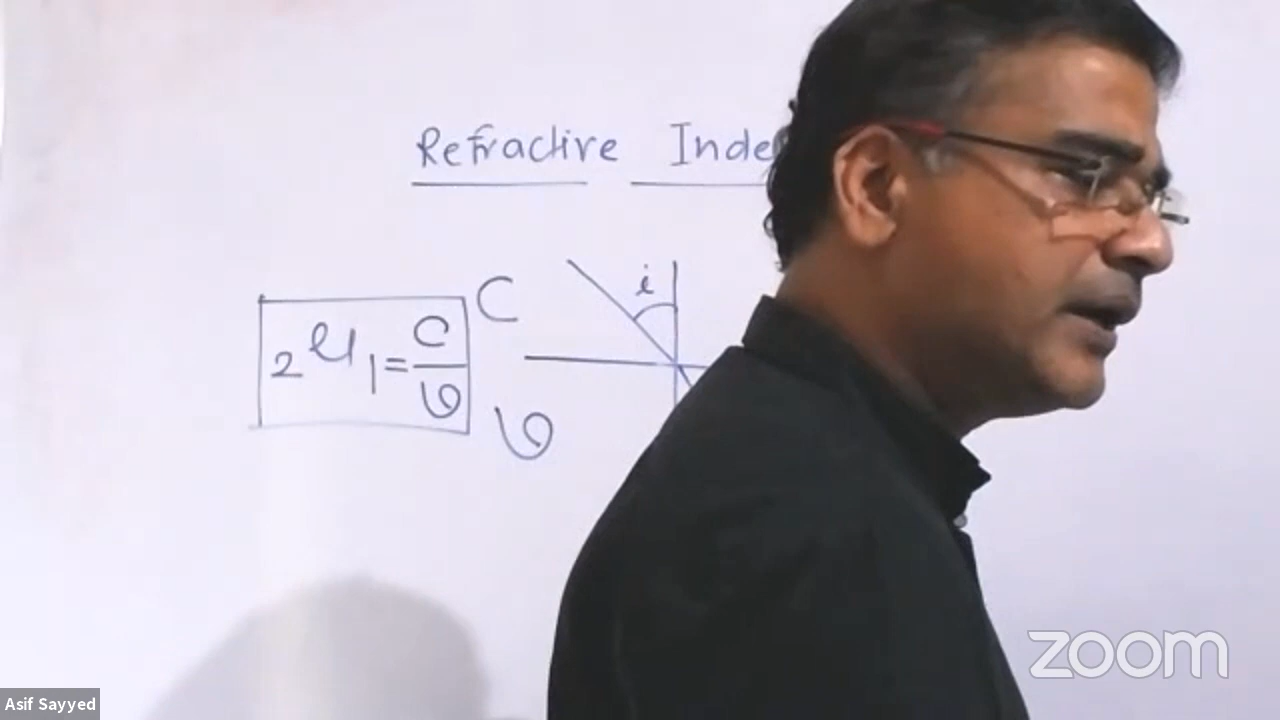 Refractive Inde
i
C
₂μ₁ = C/v
v
zoom
Asif Sayyed